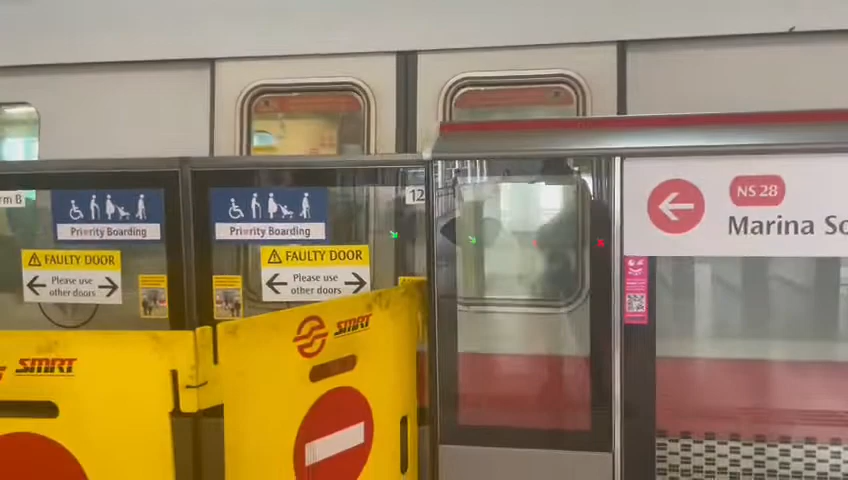 rm B
Priority Boarding
FAULTY DOOR
Please use
other doors
SMRT
Priority Boarding
FAULTY DOOR
Please use
other doors
SMRT
12
NS 28
Marina So